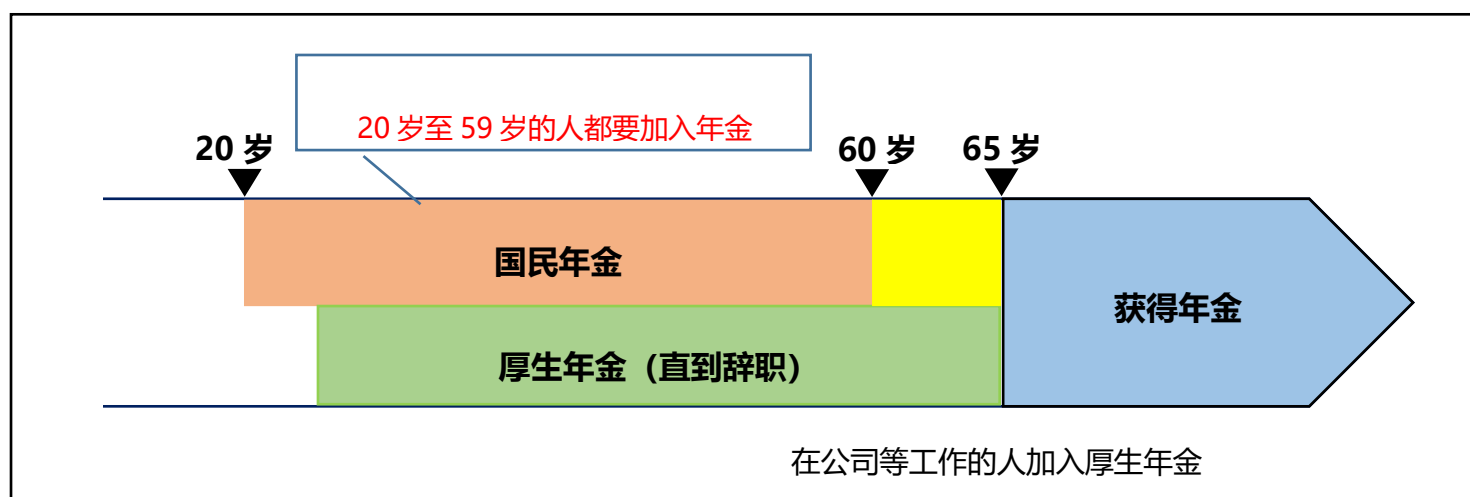 20 岁至 59 岁的人都要加入年金
20 岁
60 岁
65 岁
国民年金
获得年金
厚生年金（直到辞职）
在公司等工作的人加入厚生年金